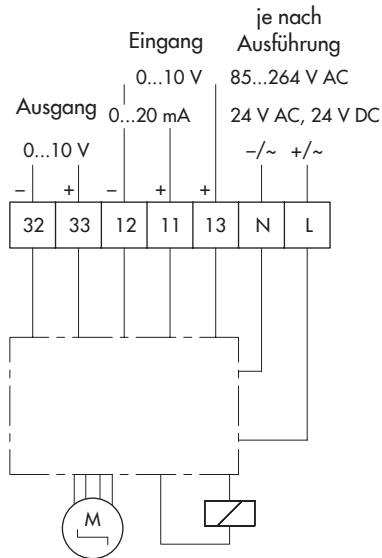 Eingang
je nach
Ausführung
0...10 V
85...264 V AC
Ausgang
0...20 mA
24 V AC, 24 V DC
0...10 V
–/~ +/~
– + – + +
32 33 12 11 13 N L
M